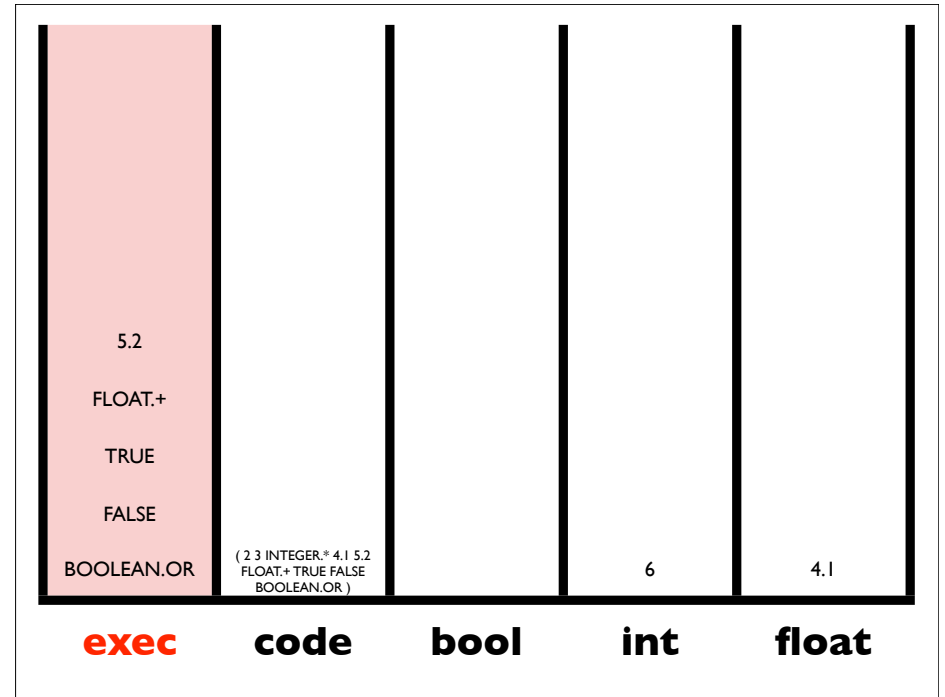 5.2
FLOAT.+
TRUE
FALSE
BOOLEAN.OR
( 2 3 INTEGER.* 4.1 5.2
FLOAT.+ TRUE FALSE
BOOLEAN.OR )
6
4.1
exec
code
bool
int
float